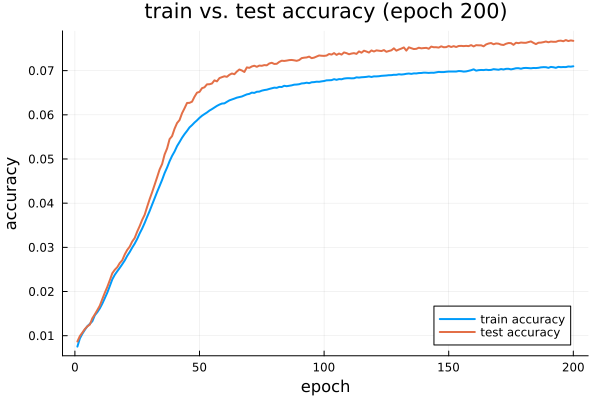 train vs. test accuracy (epoch 200)
accuracy
0.07
0.06
0.05
0.04
0.03
0.02
0.01
train accuracy
test accuracy
0 50 100 150 200
epoch